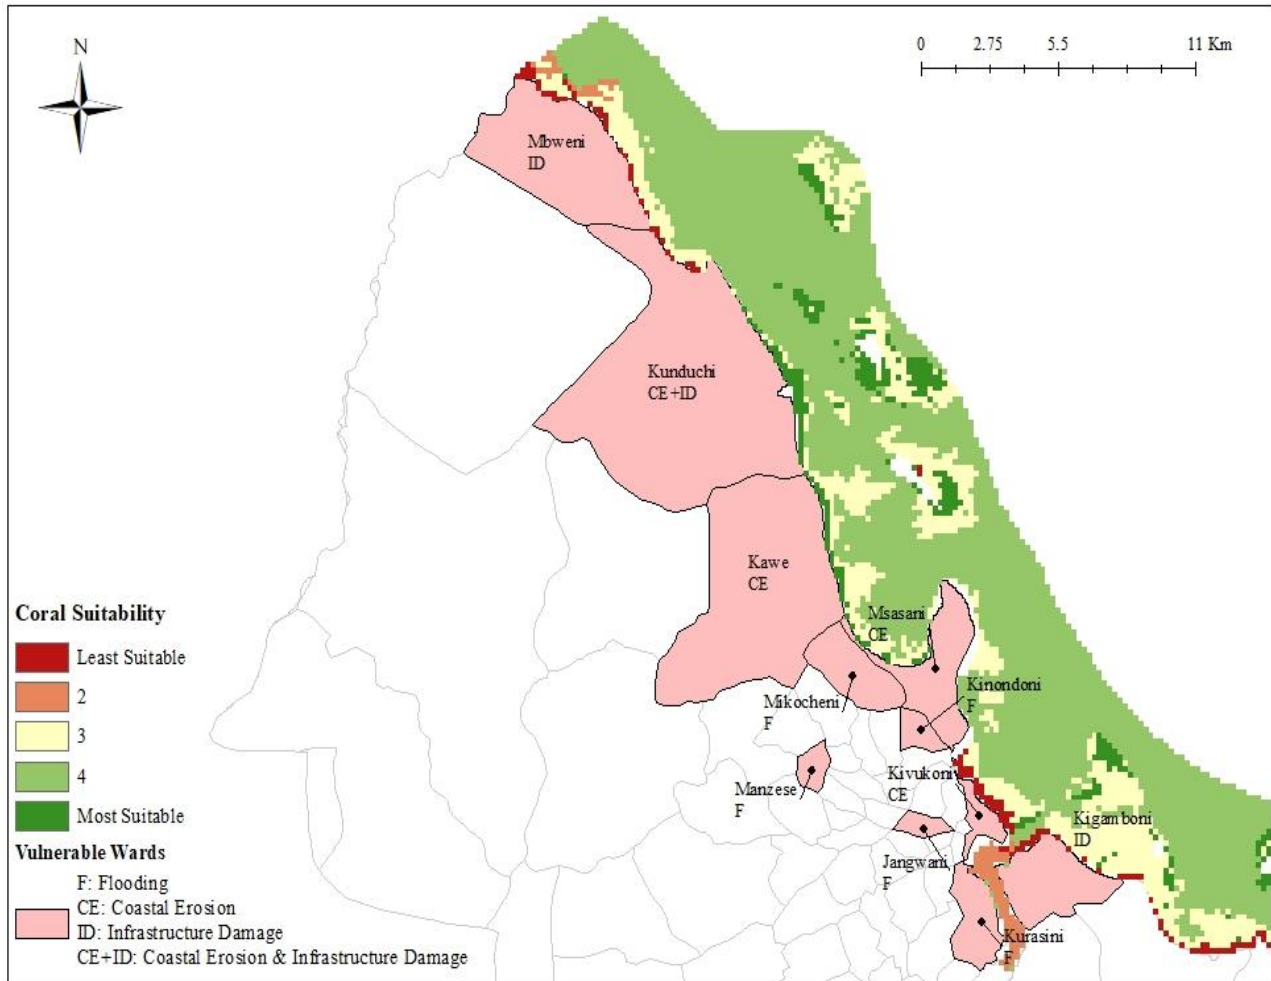 N
0 2.75 5.5 11 Km
Mbweni
ID
Kunduchi
CE+ID
Kawe
CE
Msasani
CE
Mikocheni
F
Kinondoni
F
Manzese
F
Kivukoni
CE
Kigamboni
ID
Jangwani
F
Kurasini
F
Coral Suitability
Least Suitable
2
3
4
Most Suitable
Vulnerable Wards
F: Flooding
CE: Coastal Erosion
ID: Infrastructure Damage
CE+ID: Coastal Erosion & Infrastructure Damage